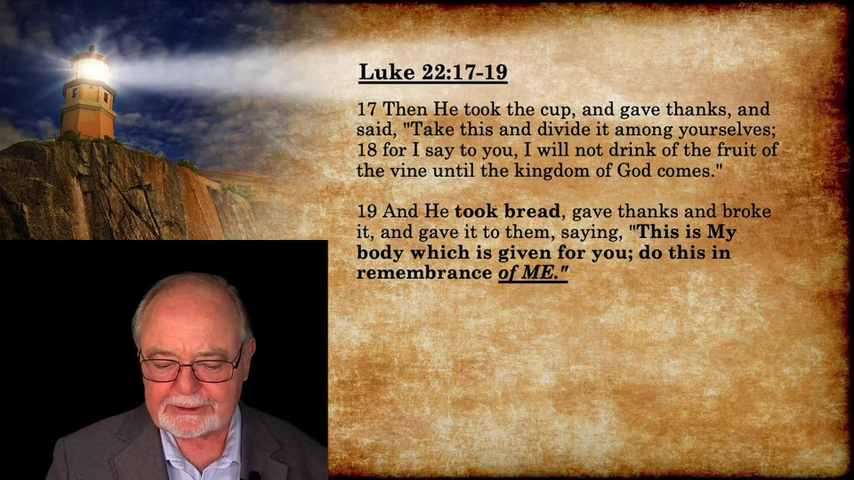 Luke 22:17-19
17 Then He took the cup, and gave thanks, and
said, "Take this and divide it among yourselves;
18 for I say to you, I will not drink of the fruit of
the vine until the kingdom of God comes."
19 And He took bread, gave thanks and broke
it, and gave it to them, saying, "This is My
body which is given for you; do this in
remembrance of ME."